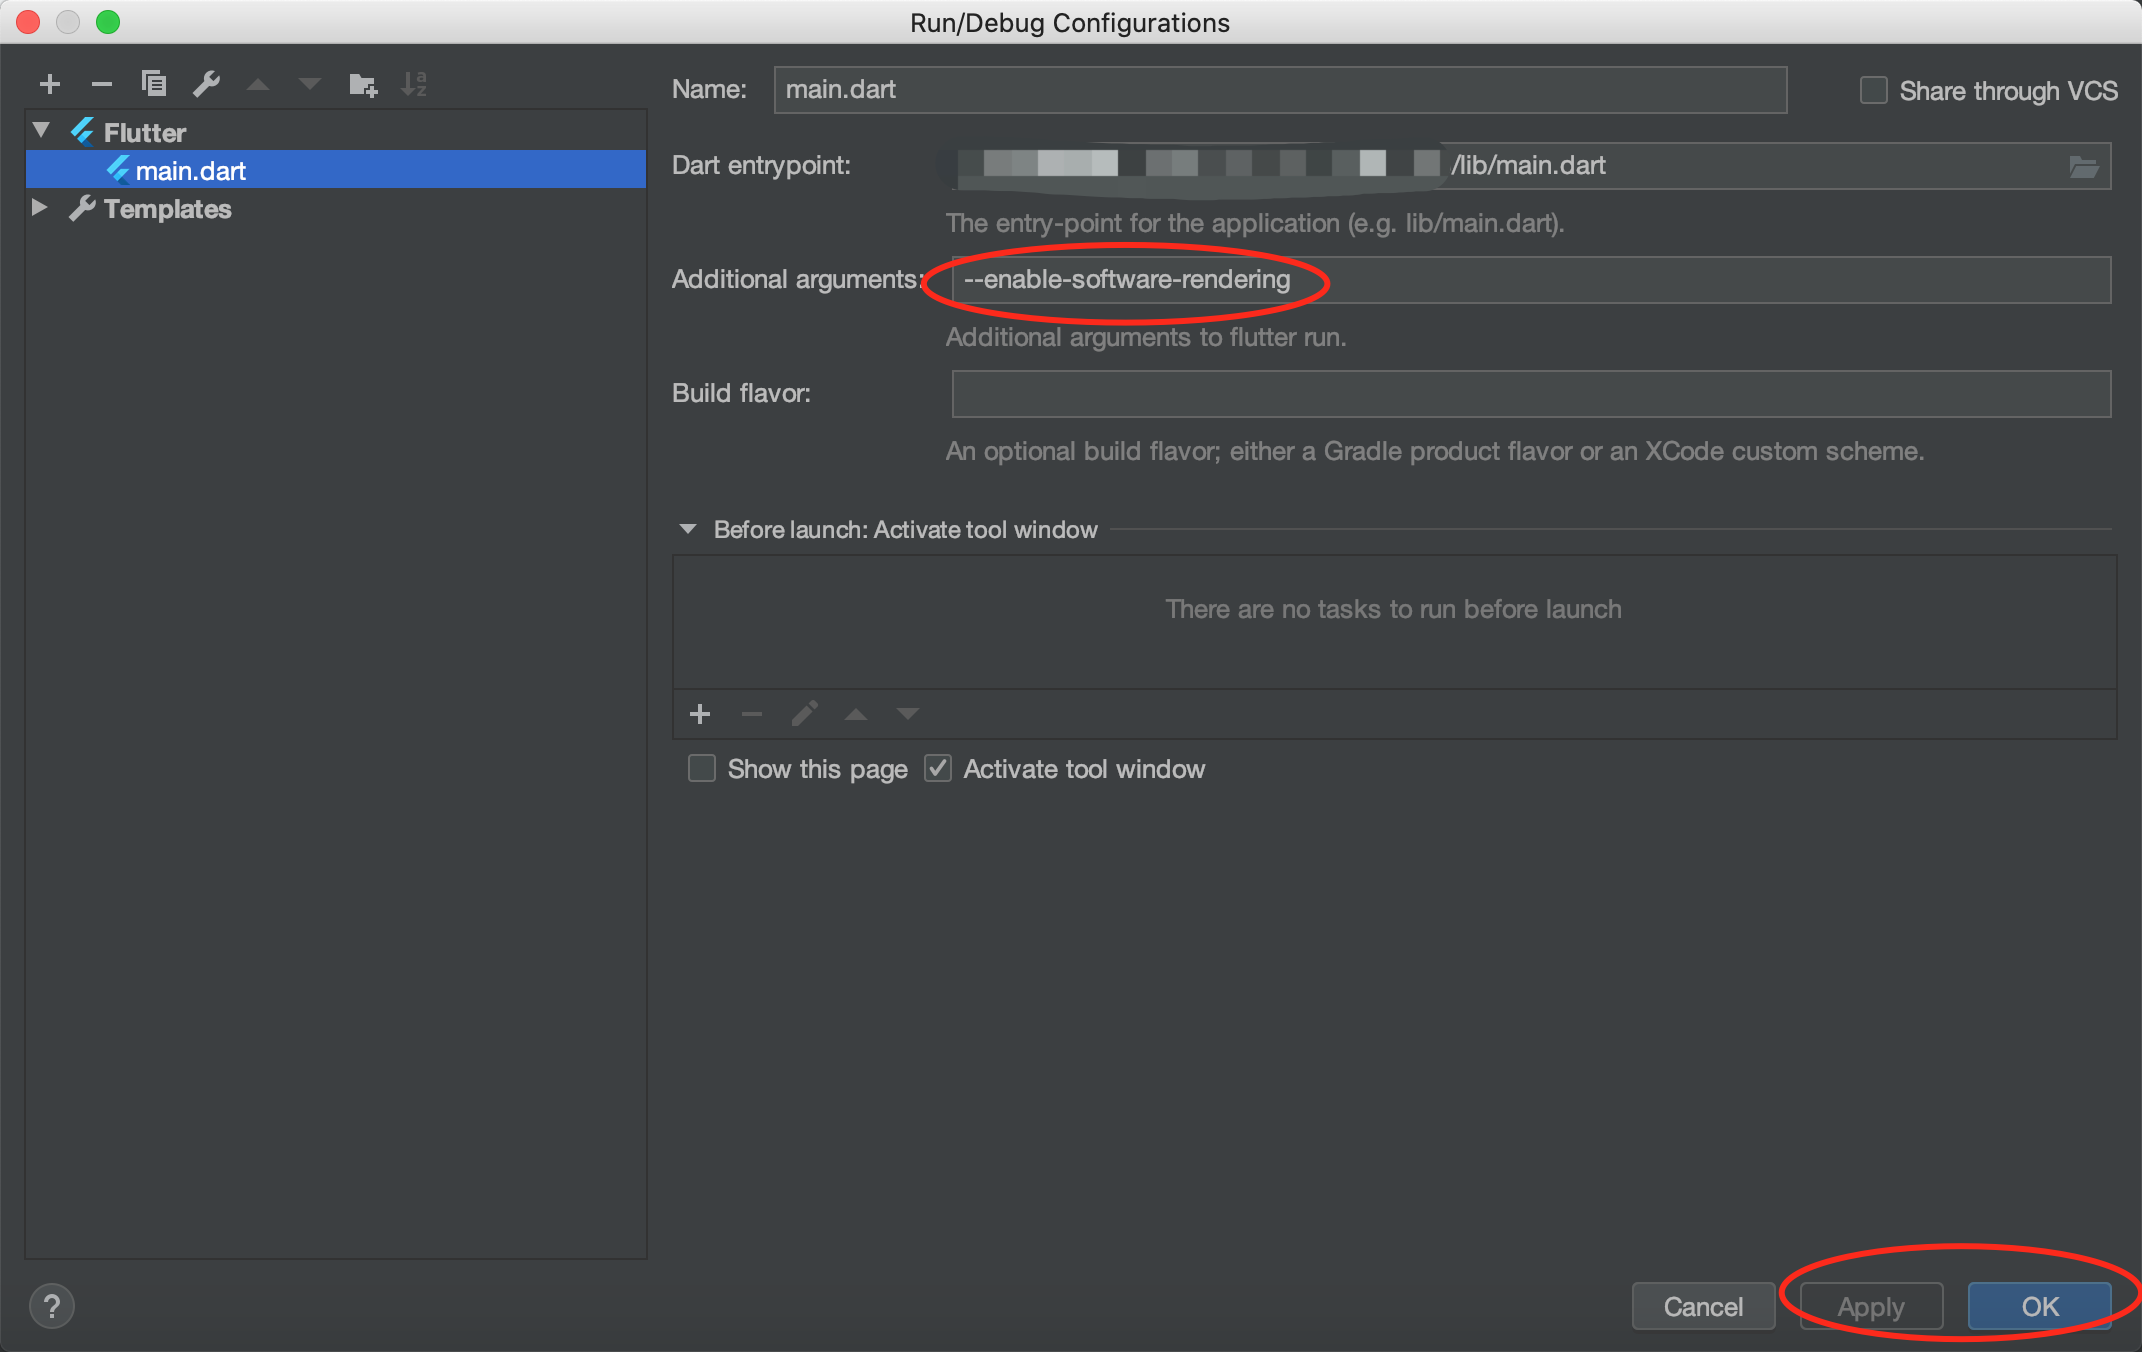 Run/Debug Configurations
Name: main.dart
Share through VCS
Flutter
main.dart
Templates
Dart entrypoint: /lib/main.dart
The entry-point for the application (e.g. lib/main.dart).
Additional arguments: --enable-software-rendering
Additional arguments to flutter run.
Build flavor:
An optional build flavor; either a Gradle product flavor or an XCode custom scheme.
Before launch: Activate tool window
There are no tasks to run before launch
Show this page Activate tool window
? Cancel Apply OK